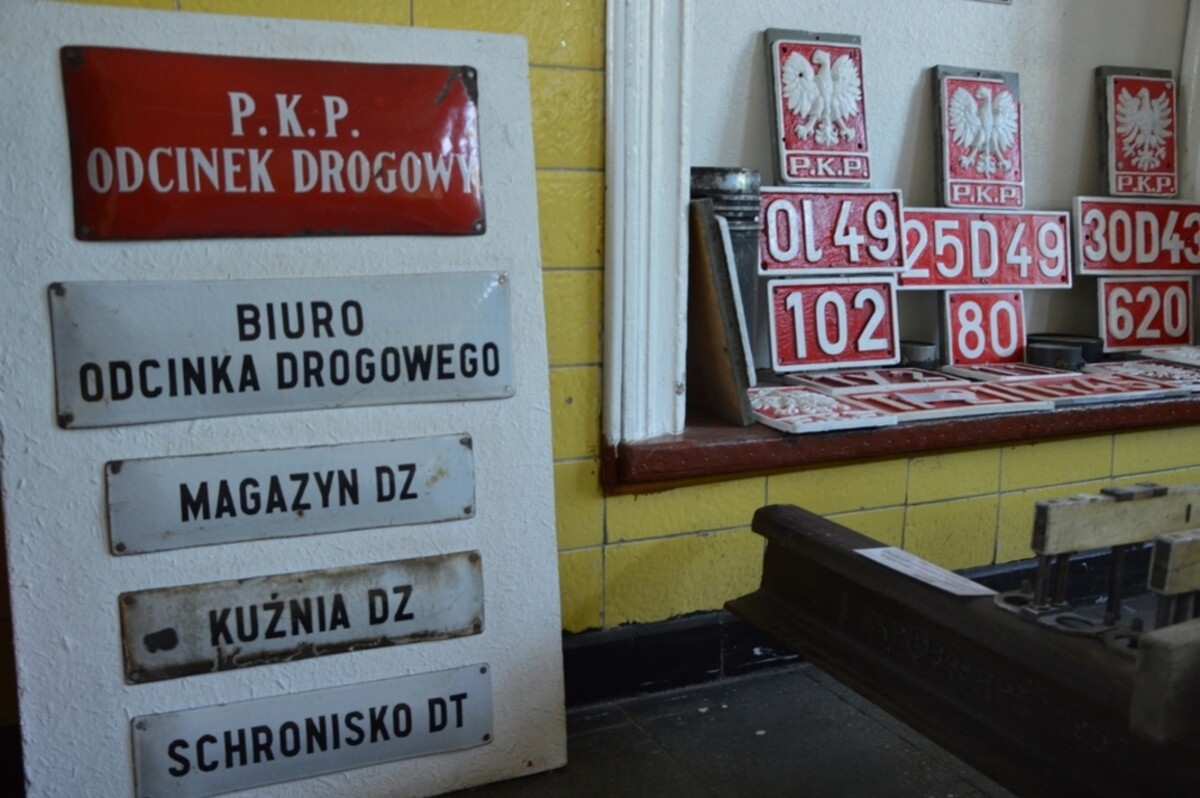 P.K.P.
ODCINEK DROGOWY
BIURO
ODCINKA DROGOWEGO
MAGAZYN DZ
KUŹNIA DZ
SCHRONISKO DT
P.K.P.
Ol 49
102
P.K.P.
25D49
80
P.K.P.
30D43
620